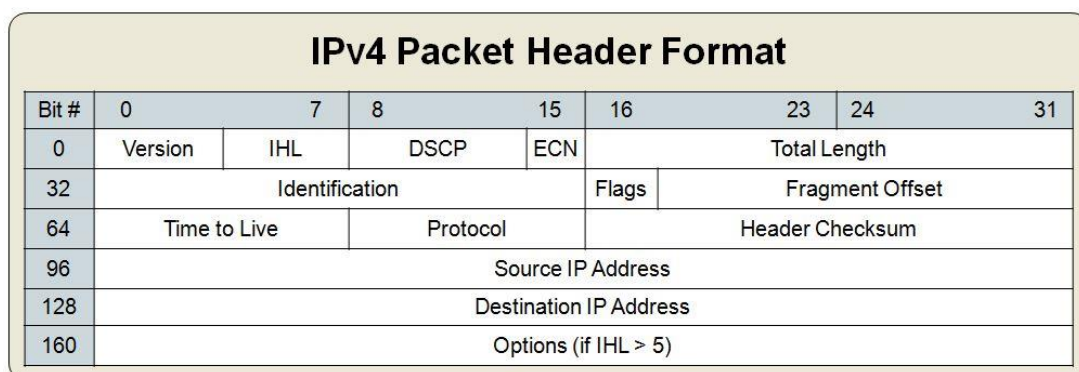 IPv4 Packet Header Format
Bit # 0 7 8 15 16 23 24 31
0 Version IHL DSCP ECN Total Length
32 Identification Flags Fragment Offset
64 Time to Live Protocol Header Checksum
96 Source IP Address
128 Destination IP Address
160 Options (if IHL > 5)